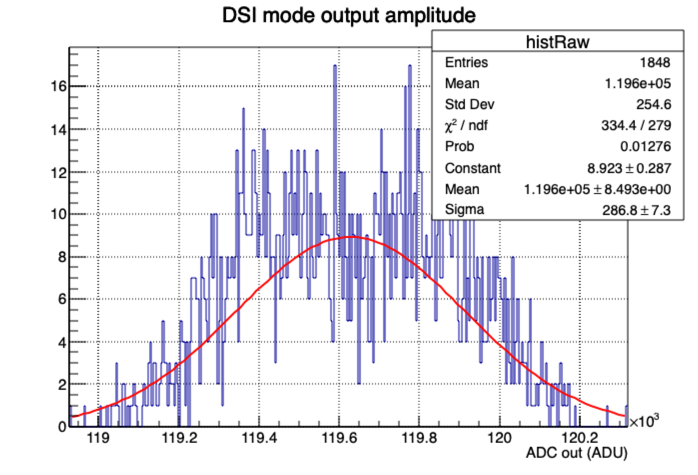 DSI mode output amplitude
histRaw
Entries 1848
Mean 1.196e+05
Std Dev 254.6
χ² / ndf 334.4 / 279
Prob 0.01276
Constant 8.923 ± 0.287
Mean 1.196e+05 ± 8.493e+00
Sigma 286.8 ± 7.3
16
14
12
10
8
6
4
2
0
119 119.2 119.4 119.6 119.8 120 120.2
×10³
ADC out (ADU)